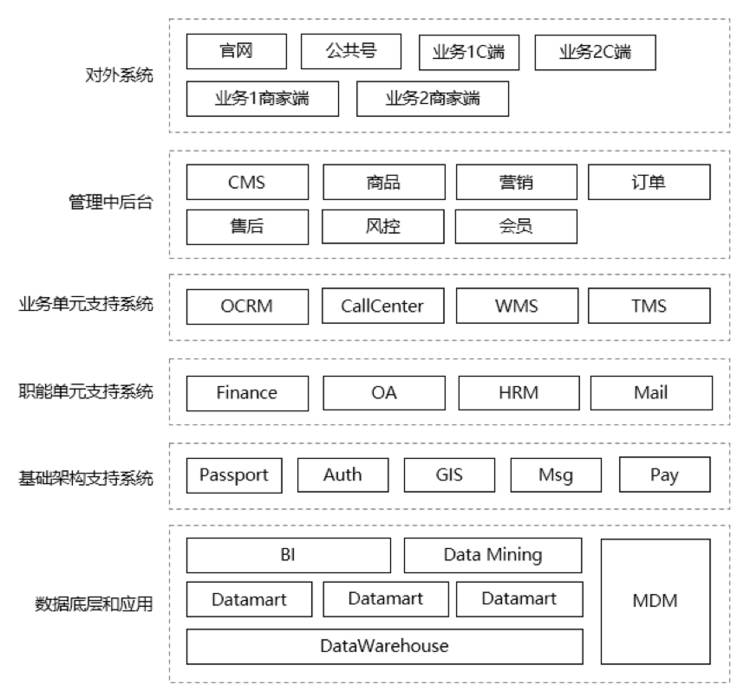 对外系统
官网 公共号 业务1C端 业务2C端
业务1商家端 业务2商家端
管理中后台
CMS 商品 营销 订单
售后 风控 会员
业务单元支持系统
OCRM CallCenter WMS TMS
职能单元支持系统
Finance OA HRM Mail
基础架构支持系统
Passport Auth GIS Msg Pay
数据底层和应用
BI Data Mining
Datamart Datamart Datamart
MDM
DataWarehouse